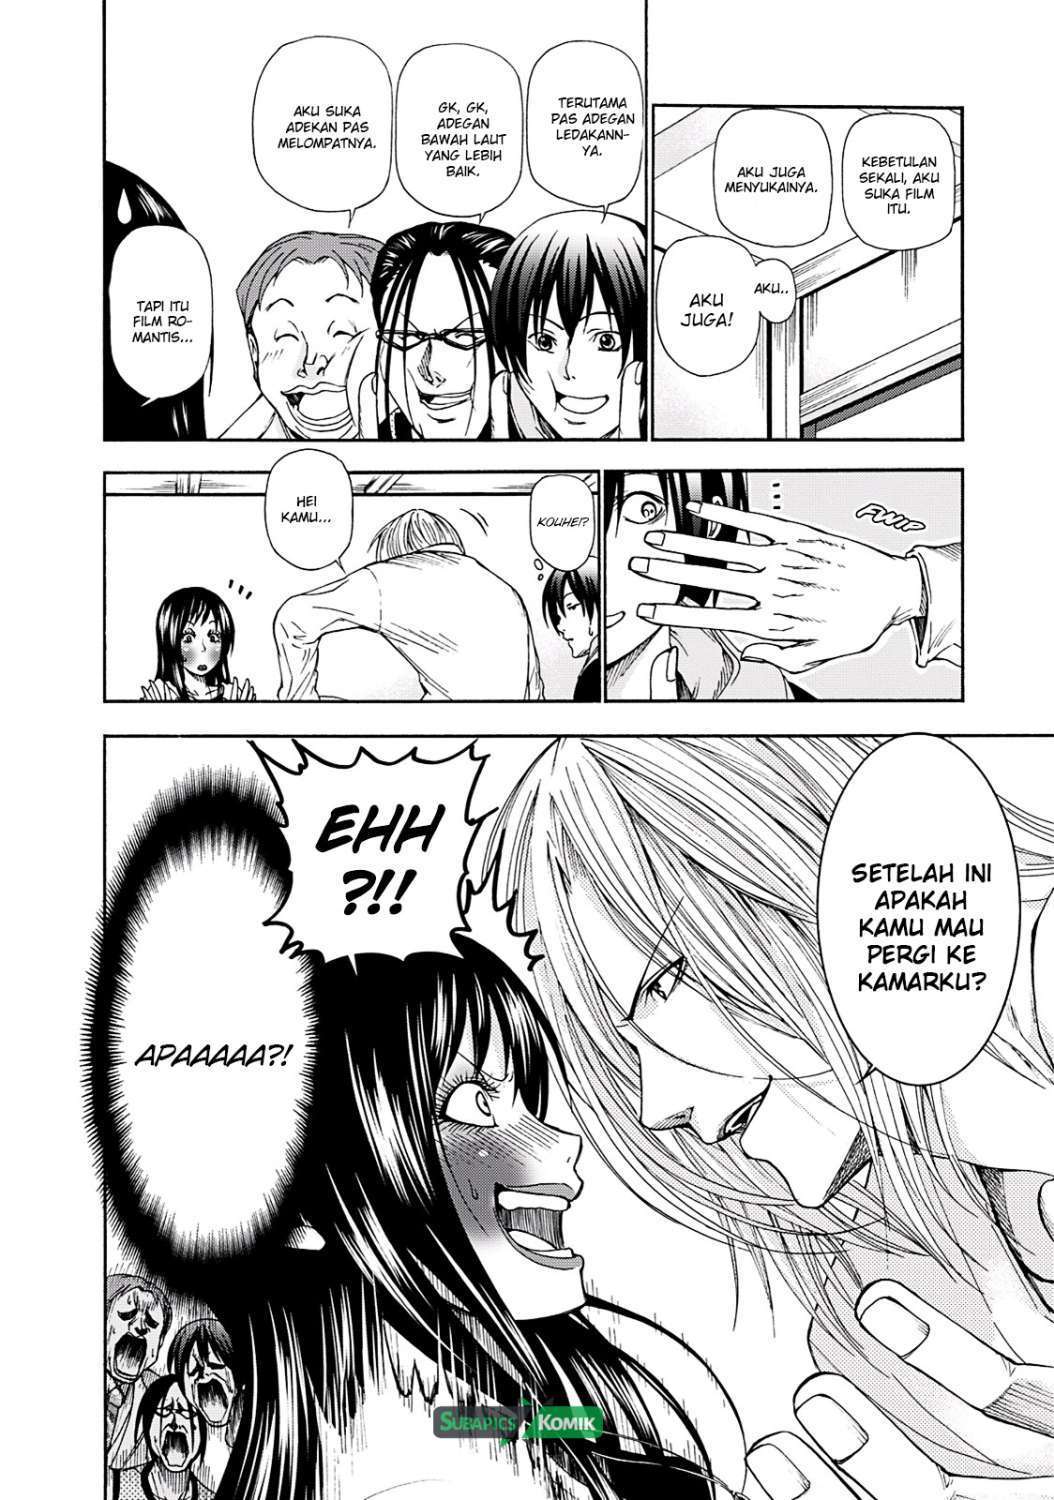 KEBETULAN
SEKALI, AKU
SUKA FILM
ITU.
AKU JUGA
MENYUKAINYA.
AKU..
AKU
JUGA!
TERUTAMA
PAS ADEGAN
LEDAKANN-
YA.
GK, GK,
ADEGAN
BAWAH LAUT
YANG LEBIH
BAIK.
AKU SUKA
ADEKAN PAS
MELOMPATNYA.
TAPI ITU
FILM RO-
MANTIS...
...
FWIP
KOUHEI?
HEI
KAMU...
SETELAH INI
APAKAH
KAMU MAU
PERGI KE
KAMARKU?
EHH
?!!
APAAAAA?!
SUBAPICS KOMIK